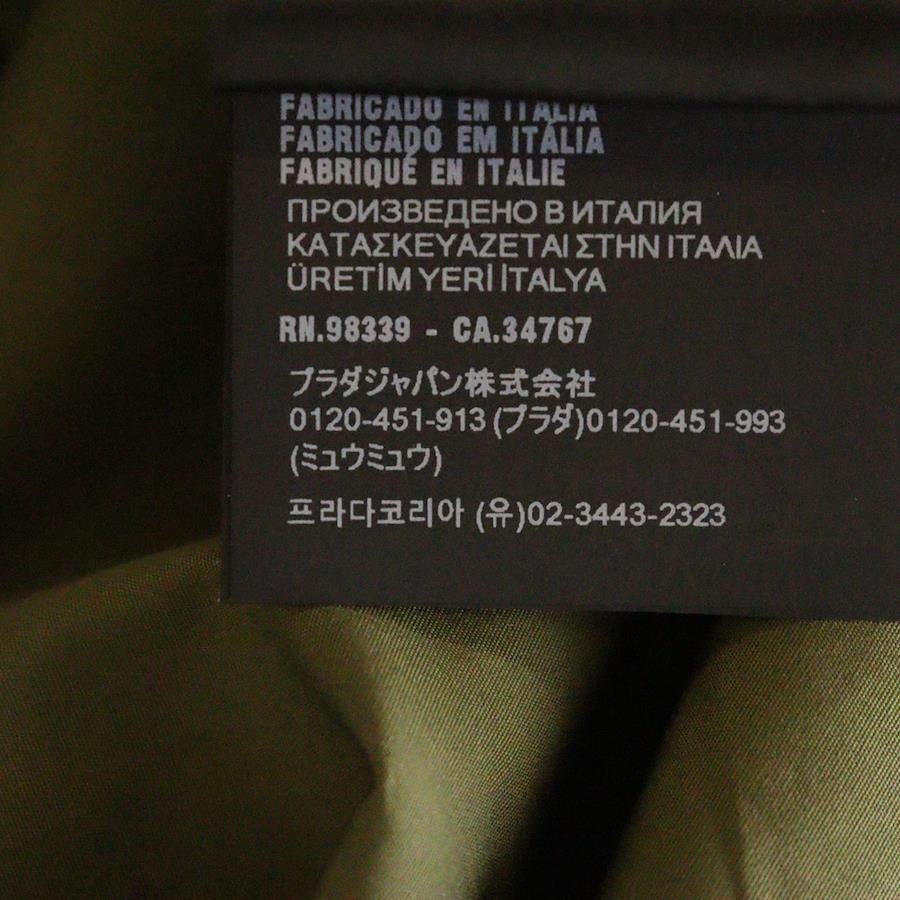 FABRICADO EN ITALIA
FABRICADO EM ITÁLIA
FABRIQUÉ EN ITALIE
ПРОИЗВЕДЕНО В ИТАЛИЯ
ΚΑΤΑΣΚΕΥΑΖΕΤΑΙ ΣΤΗΝ ΙΤΑΛΙΑ
ÜRETİM YERİ İTALYA
RN.98339 - CA.34767
プラダジャパン株式会社
0120-451-913 (プラダ)0120-451-993
(ミュウミュウ)
프라다코리아 (유)02-3443-2323